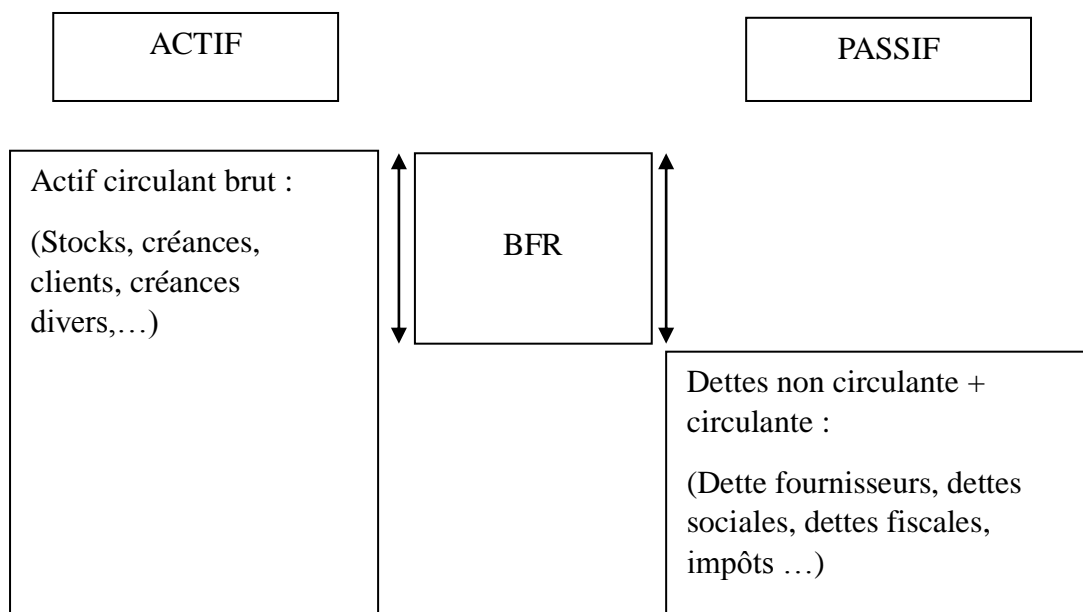 ACTIF
PASSIF
Actif circulant brut :
(Stocks, créances,
clients, créances
divers,…)
BFR
Dettes non circulante +
circulante :
(Dette fournisseurs, dettes
sociales, dettes fiscales,
impôts …)